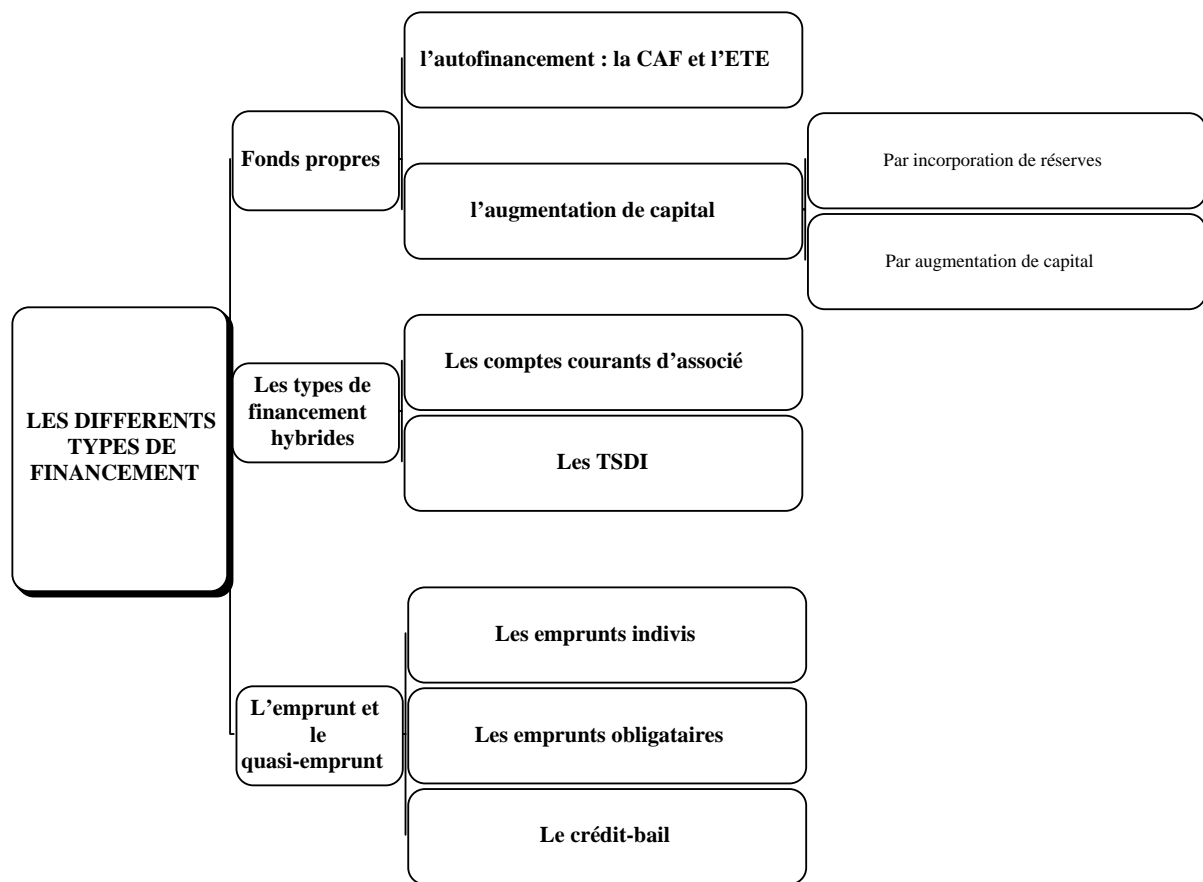 LES DIFFERENTS
TYPES DE
FINANCEMENT
Fonds propres
l’autofinancement : la CAF et l’ETE
l’augmentation de capital
Par incorporation de réserves
Par augmentation de capital
Les types de
financement
hybrides
Les comptes courants d’associé
Les TSDI
L’emprunt et
le
quasi-emprunt
Les emprunts indivis
Les emprunts obligataires
Le crédit-bail